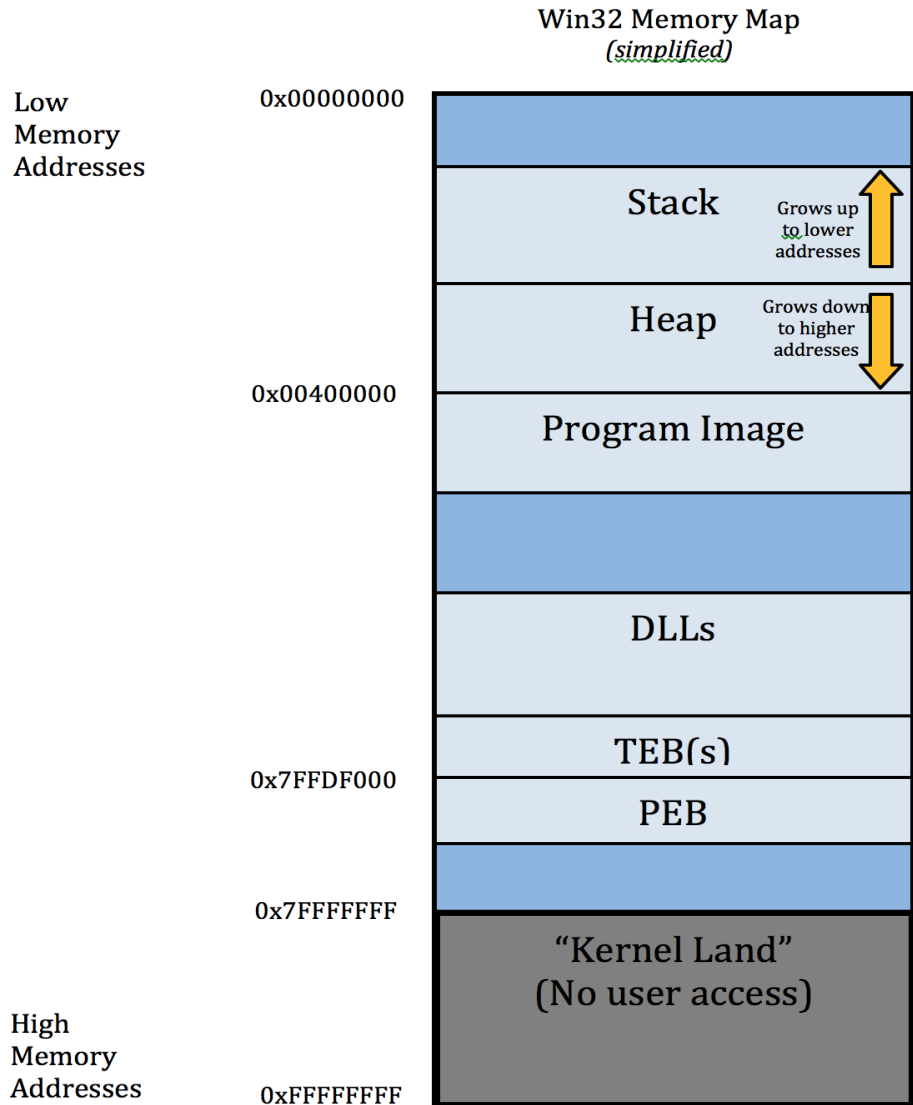 Win32 Memory Map
(simplified)
Low
Memory
Addresses
0x00000000
Stack
Grows up
to lower
addresses
Heap
Grows down
to higher
addresses
0x00400000
Program Image
DLLs
TEB(s)
0x7FFDF000
PEB
0x7FFFFFFF
“Kernel Land”
(No user access)
High
Memory
Addresses
0xFFFFFFFF